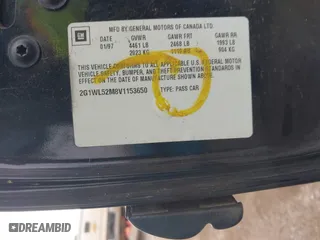 GM
MFD BY GENERAL MOTORS OF CANADA LTD.
DATE GVWR GAWR FRT GAWR RR
01/97 4461 LB 2468 LB 1993 LB
2023 KG 904 KG
THIS VEHICLE CONFORMS TO ALL APPLICABLE U.S. FEDERAL MOTOR
VEHICLE SAFETY, BUMPER, AND THEFT PREVENTION STANDARDS IN
EFFECT ON THE DATE OF MANUFACTURE SHOWN ABOVE.
2G1WL52M8V1153650 TYPE: PASS CAR
DREAMBID